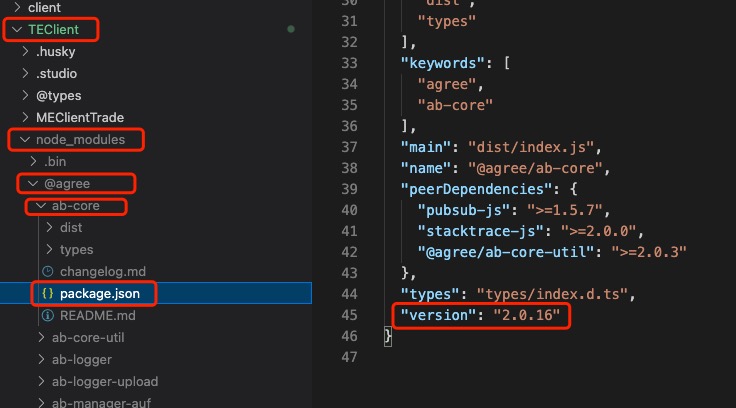 client
TEClient
.husky
.studio
@types
MEClientTrade
node_modules
.bin
@agree
ab-core
dist
types
changelog.md
{} package.json
README.md
ab-core-util
ab-logger
ab-logger-upload
ab-manager-auf
30 "dist",
31 "types"
32 ],
33 "keywords": [
34 "agree",
35 "ab-core"
36 ],
37 "main": "dist/index.js",
38 "name": "@agree/ab-core",
39 "peerDependencies": {
40 "pubsub-js": ">=1.5.7",
41 "stacktrace-js": ">=2.0.0",
42 "@agree/ab-core-util": ">=2.0.3"
43 },
44 "types": "types/index.d.ts",
45 "version": "2.0.16"
46 }
47